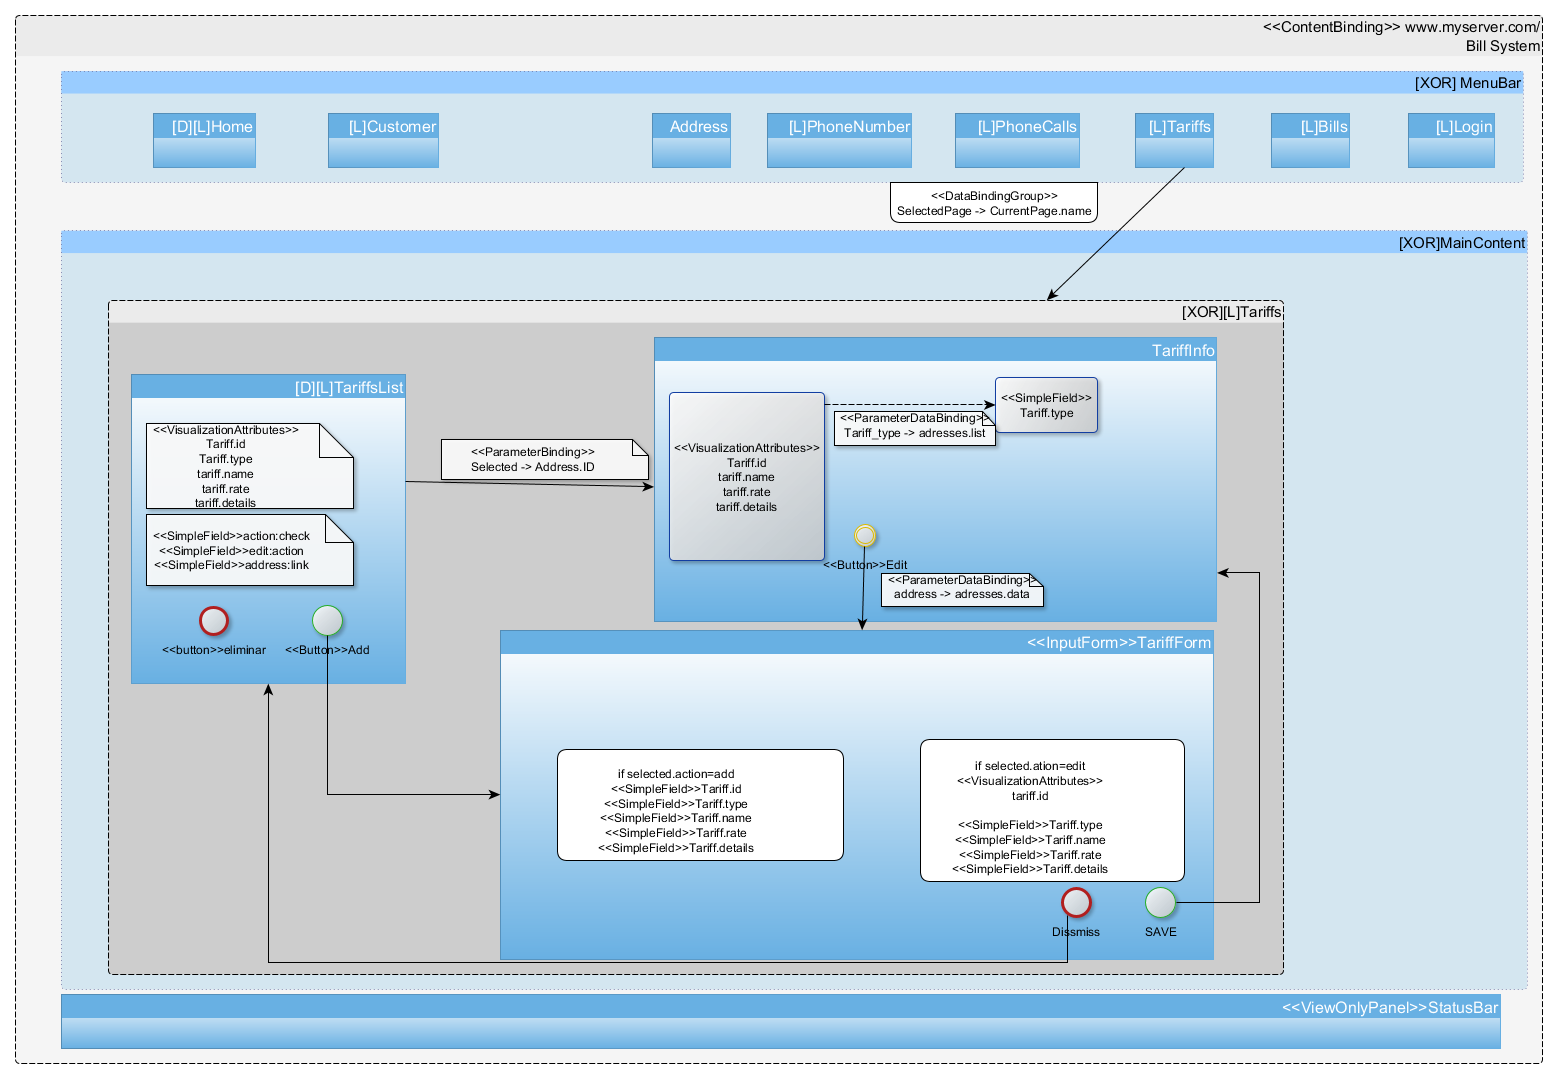 <<ContentBinding>> www.myserver.com/
Bill System
[XOR] MenuBar
[D][L]Home
[L]Customer
Address
[L]PhoneNumber
[L]PhoneCalls
[L]Tariffs
[L]Bills
[L]Login
<<DataBindingGroup>>
SelectedPage -> CurrentPage.name
[XOR]MainContent
[XOR][L]Tariffs
[D][L]TariffsList
<<VisualizationAttributes>>
Tariff.id
Tariff.type
tariff.name
tariff.rate
tariff.details
<<SimpleField>>action:check
<<SimpleField>>edit:action
<<SimpleField>>address:link
<<button>>eliminar
<<Button>>Add
<<ParameterBinding>>
Selected -> Address.ID
TariffInfo
<<VisualizationAttributes>>
Tariff.id
tariff.name
tariff.rate
tariff.details
<<ParameterDataBinding>>
Tariff_type -> adresses.list
<<SimpleField>>
Tariff.type
<<Button>>Edit
<<ParameterDataBinding>>
address -> adresses.data
<<InputForm>>TariffForm
if selected.action=add
<<SimpleField>>Tariff.id
<<SimpleField>>Tariff.type
<<SimpleField>>Tariff.name
<<SimpleField>>Tariff.rate
<<SimpleField>>Tariff.details
if selected.ation=edit
<<VisualizationAttributes>>
tariff.id
<<SimpleField>>Tariff.type
<<SimpleField>>Tariff.name
<<SimpleField>>Tariff.rate
<<SimpleField>>Tariff.details
Dissmiss
SAVE
<<ViewOnlyPanel>>StatusBar